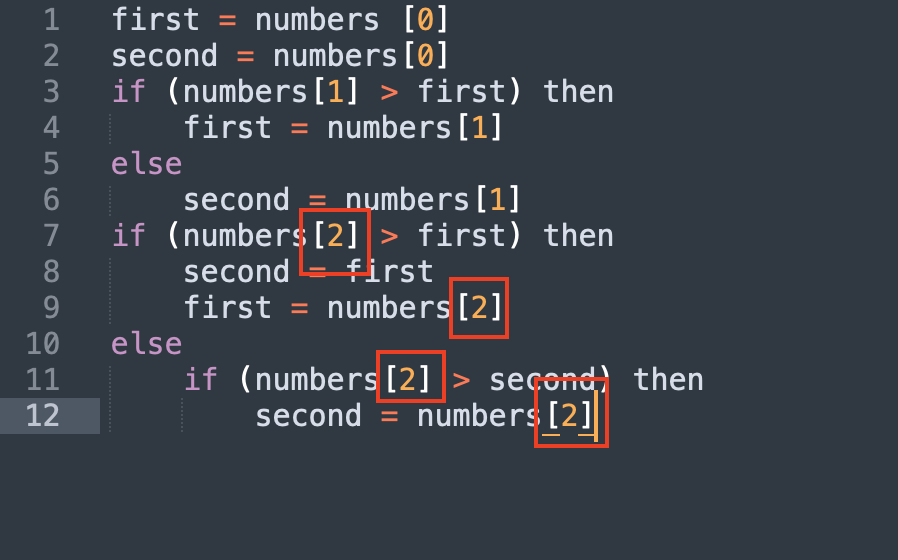 1 first = numbers [0]
2 second = numbers[0]
3 if (numbers[1] > first) then
4 first = numbers[1]
5 else
6 second = numbers[1]
7 if (numbers[2] > first) then
8 second = first
9 first = numbers[2]
10 else
11 if (numbers[2] > second) then
12 second = numbers[2]